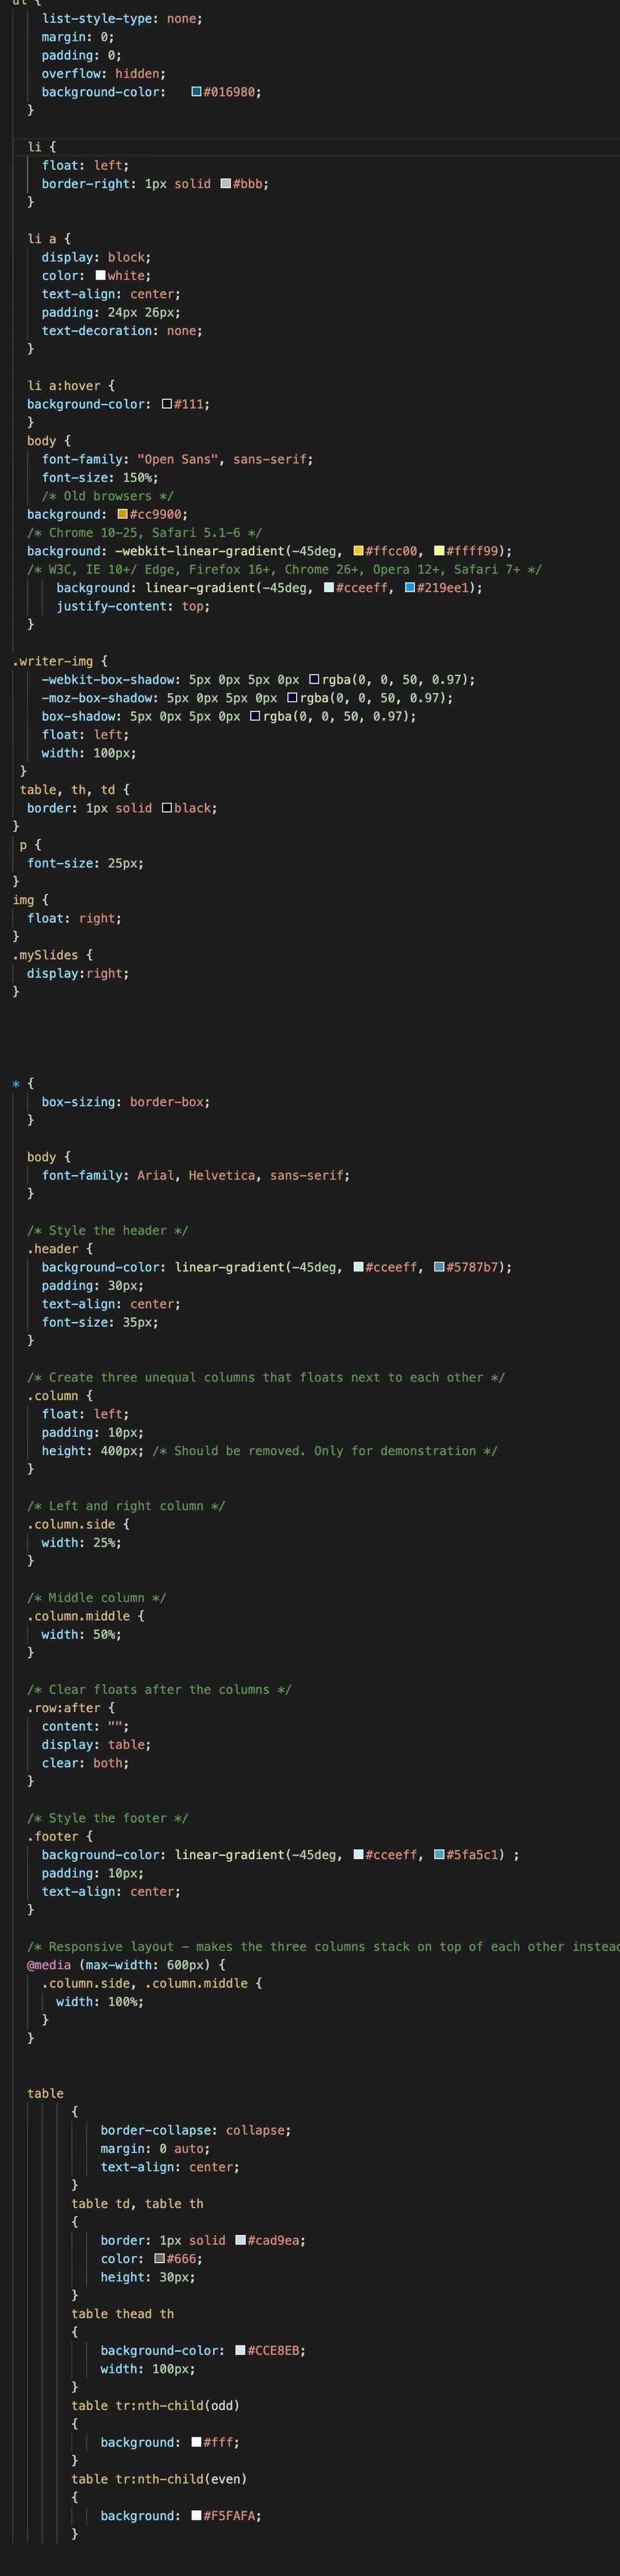 ul {
list-style-type: none;
margin: 0;
padding: 0;
overflow: hidden;
background-color: #016980;
}
li {
float: left;
border-right: 1px solid #bbb;
}
li a {
display: block;
color: white;
text-align: center;
padding: 24px 26px;
text-decoration: none;
}
li a:hover {
background-color: #111;
}
body {
font-family: "Open Sans", sans-serif;
font-size: 150%;
/* Old browsers */
background: #cc9900;
/* Chrome 10-25, Safari 5.1-6 */
background: -webkit-linear-gradient(-45deg, #ffcc00, #ffff99);
/* W3C, IE 10+/ Edge, Firefox 16+, Chrome 26+, Opera 12+, Safari 7+ */
background: linear-gradient(-45deg, #cceeff, #219ee1);
justify-content: top;
}
.writer-img {
-webkit-box-shadow: 5px 0px 5px 0px rgba(0, 0, 50, 0.97);
-moz-box-shadow: 5px 0px 5px 0px rgba(0, 0, 50, 0.97);
box-shadow: 5px 0px 5px 0px rgba(0, 0, 50, 0.97);
float: left;
width: 100px;
}
table, th, td {
border: 1px solid black;
}
p {
font-size: 25px;
}
img {
float: right;
}
.mySlides {
display:right;
}
* {
box-sizing: border-box;
}
body {
font-family: Arial, Helvetica, sans-serif;
}
/* Style the header */
.header {
background-color: linear-gradient(-45deg, #cceeff, #5787b7);
padding: 30px;
text-align: center;
font-size: 35px;
}
/* Create three unequal columns that floats next to each other */
.column {
float: left;
padding: 10px;
height: 400px; /* Should be removed. Only for demonstration */
}
/* Left and right column */
.column.side {
width: 25%;
}
/* Middle column */
.column.middle {
width: 50%;
}
/* Clear floats after the columns */
.row:after {
content: "";
display: table;
clear: both;
}
/* Style the footer */
.footer {
background-color: linear-gradient(-45deg, #cceeff, #5fa5c1) ;
padding: 10px;
text-align: center;
}
/* Responsive layout - makes the three columns stack on top of each other instead
@media (max-width: 600px) {
.column.side, .column.middle {
width: 100%;
}
}
table
{
border-collapse: collapse;
margin: 0 auto;
text-align: center;
}
table td, table th
{
border: 1px solid #cad9ea;
color: #666;
height: 30px;
}
table thead th
{
background-color: #CCE8EB;
width: 100px;
}
table tr:nth-child(odd)
{
background: #fff;
}
table tr:nth-child(even)
{
background: #F5FAFA;
}